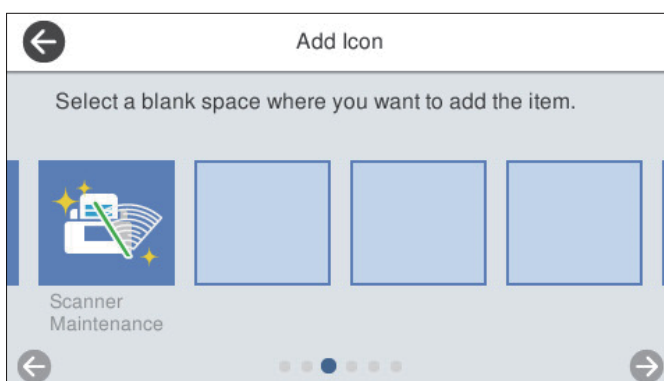 Add Icon
Select a blank space where you want to add the item.
Scanner
Maintenance